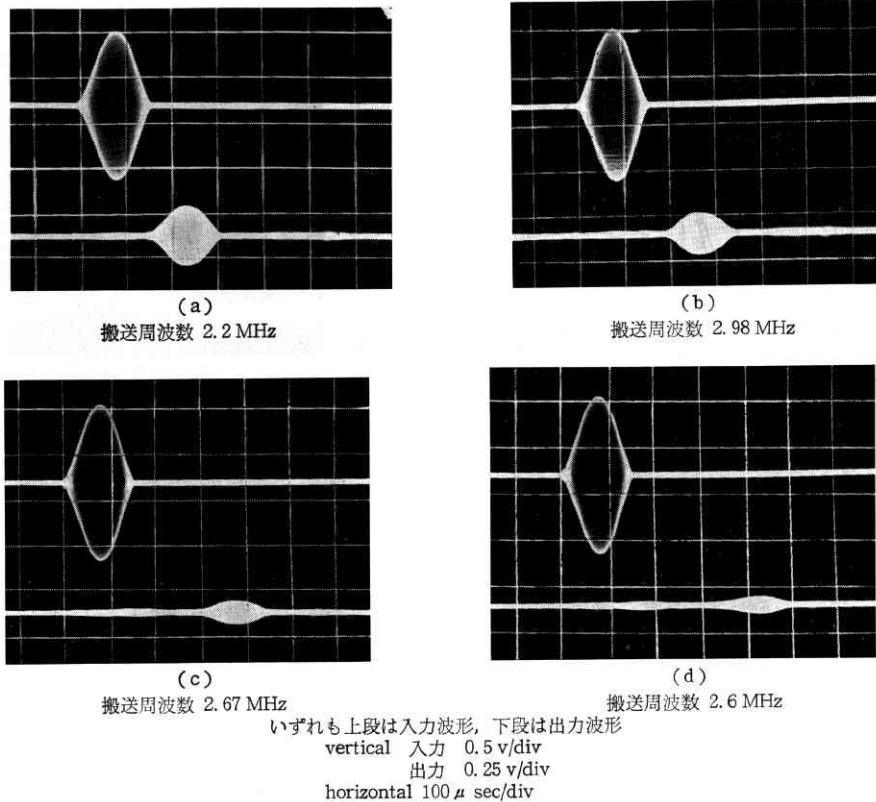 (a)
搬送周波数 2.2 MHz
(b)
搬送周波数 2.98 MHz
(c)
搬送周波数 2.67 MHz
(d)
搬送周波数 2.6 MHz
いずれも上段は入力波形, 下段は出力波形
vertical 入力 0.5 v/div
出力 0.25 v/div
horizontal 100 μ sec/div